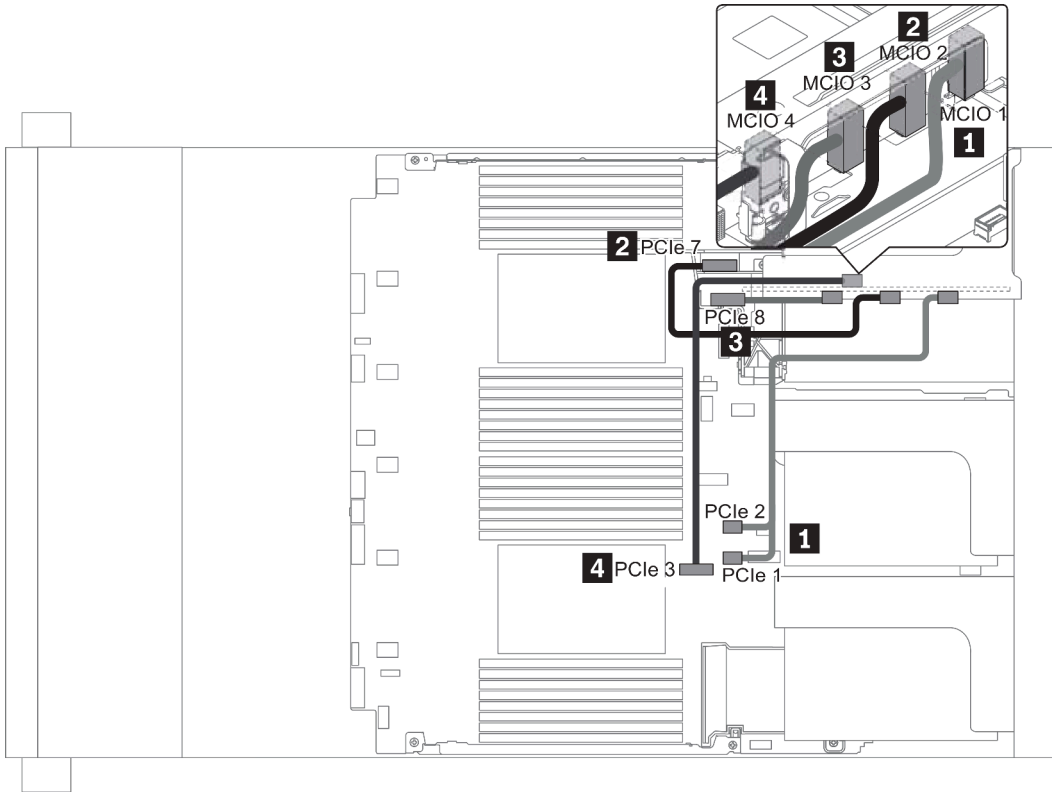 2
MCIO 2
3
MCIO 3
4
MCIO 4
MCIO 1
1
2 PCIe 7
PCIe 8
3
PCIe 2
1
4 PCIe 3
PCIe 1